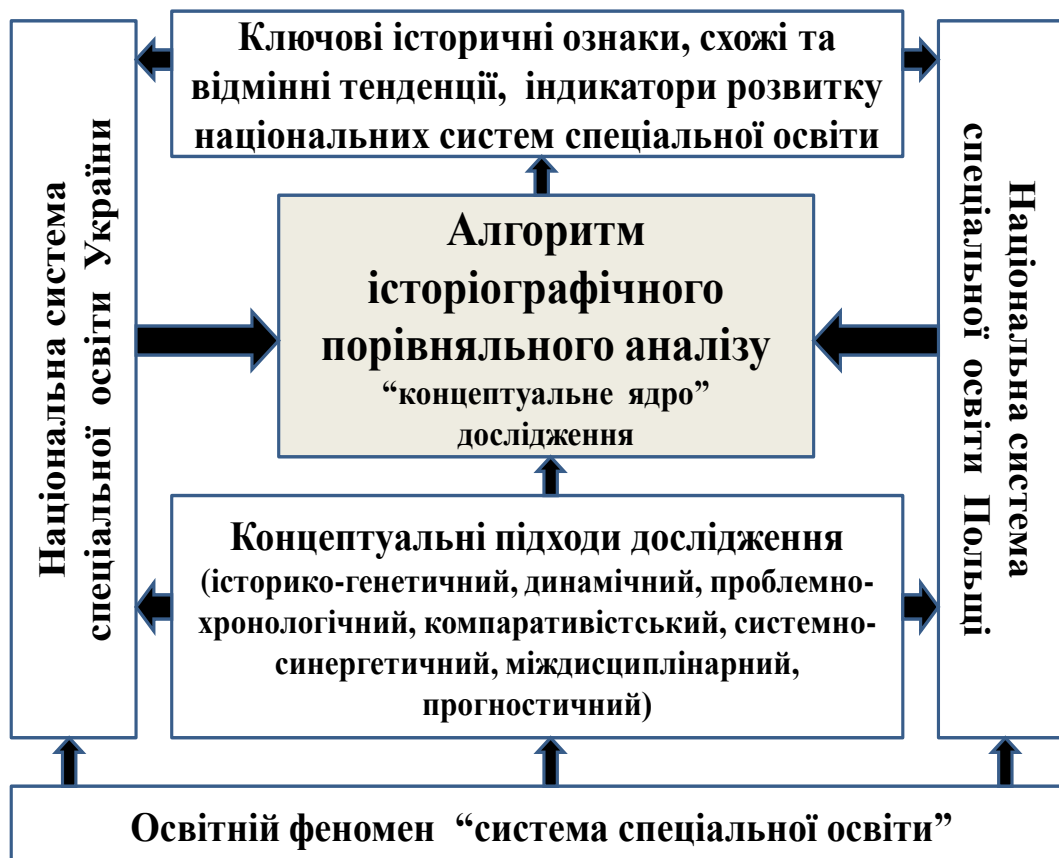 Ключові історичні ознаки, схожі та
відмінні тенденції, індикатори розвитку
національних систем спеціальної освіти
Національна система
спеціальної освіти України
Алгоритм
історіографічного
порівняльного аналізу
“концептуальне ядро”
дослідження
Національна система
спеціальної освіти Польщі
Концептуальні підходи дослідження
(історико-генетичний, динамічний, проблемно-
хронологічний, компаративістський, системно-
синергетичний, міждисциплінарний,
прогностичний)
Освітній феномен “система спеціальної освіти”